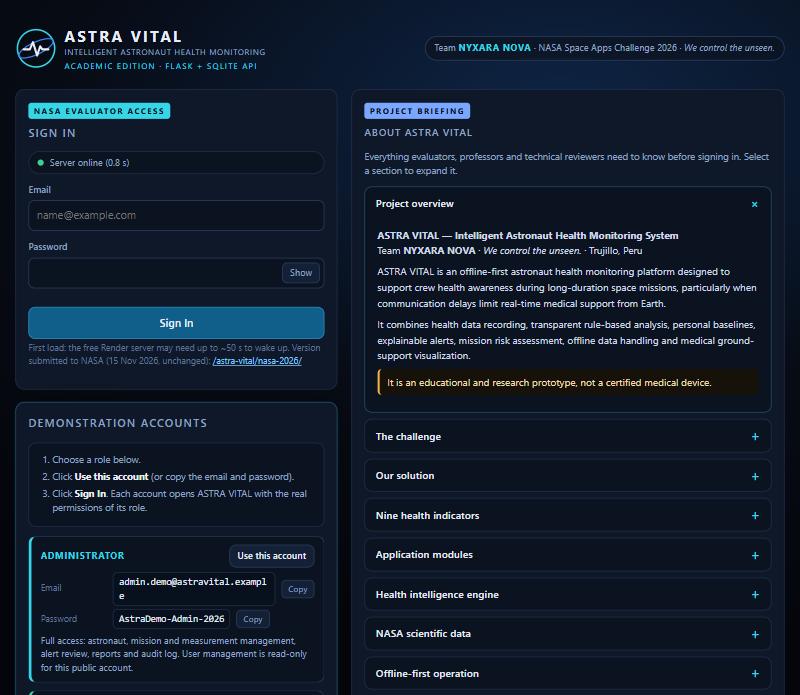 ASTRA VITAL
INTELLIGENT ASTRONAUT HEALTH MONITORING
ACADEMIC EDITION · FLASK + SQLITE API
Team NYXARA NOVA · NASA Space Apps Challenge 2026 · We control the unseen.
NASA EVALUATOR ACCESS
SIGN IN
Server online (0.8 s)
Email
name@example.com
Password
Show
Sign In
First load: the free Render server may need up to ~50 s to wake up. Version
submitted to NASA (15 Nov 2026, unchanged): /astra-vital/nasa-2026/
DEMONSTRATION ACCOUNTS
1. Choose a role below.
2. Click Use this account (or copy the email and password).
3. Click Sign In. Each account opens ASTRA VITAL with the real
permissions of its role.
ADMINISTRATOR
Use this account
Email
admin.demo@astravital.exampl
e
Copy
Password
AstraDemo-Admin-2026
Copy
Full access: astronaut, mission and measurement management,
alert review, reports and audit log. User management is read-only
for this public account.
PROJECT BRIEFING
ABOUT ASTRA VITAL
Everything evaluators, professors and technical reviewers need to know before signing in. Select
a section to expand it.
Project overview
×
ASTRA VITAL — Intelligent Astronaut Health Monitoring System
Team NYXARA NOVA · We control the unseen. · Trujillo, Peru
ASTRA VITAL is an offline-first astronaut health monitoring platform designed to
support crew health awareness during long-duration space missions, particularly when
communication delays limit real-time medical support from Earth.
It combines health data recording, transparent rule-based analysis, personal baselines,
explainable alerts, mission risk assessment, offline data handling and medical ground-
support visualization.
It is an educational and research prototype, not a certified medical device.
The challenge
+
Our solution
+
Nine health indicators
+
Application modules
+
Health intelligence engine
+
NASA scientific data
+
Offline-first operation
+